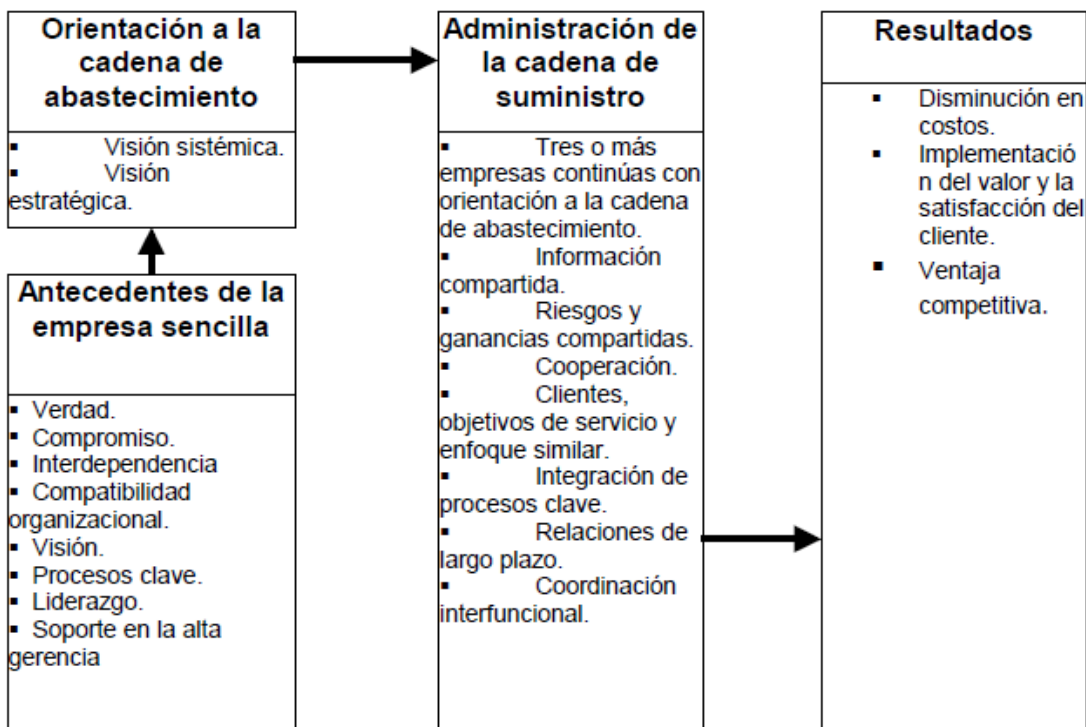 Orientación a la
cadena de
abastecimiento
▪ Visión sistémica.
▪ Visión
estratégica.
Antecedentes de la
empresa sencilla
▪ Verdad.
▪ Compromiso.
▪ Interdependencia
▪ Compatibilidad
organizacional.
▪ Visión.
▪ Procesos clave.
▪ Liderazgo.
▪ Soporte en la alta
gerencia
Administración de
la cadena de
suministro
▪ Tres o más
empresas continúas con
orientación a la cadena
de abastecimiento.
▪ Información
compartida.
▪ Riesgos y
ganancias compartidas.
▪ Cooperación.
▪ Clientes,
objetivos de servicio y
enfoque similar.
▪ Integración de
procesos clave.
▪ Relaciones de
largo plazo.
▪ Coordinación
interfuncional.
Resultados
▪ Disminución en
costos.
▪ Implementació
n del valor y la
satisfacción del
cliente.
▪ Ventaja
competitiva.